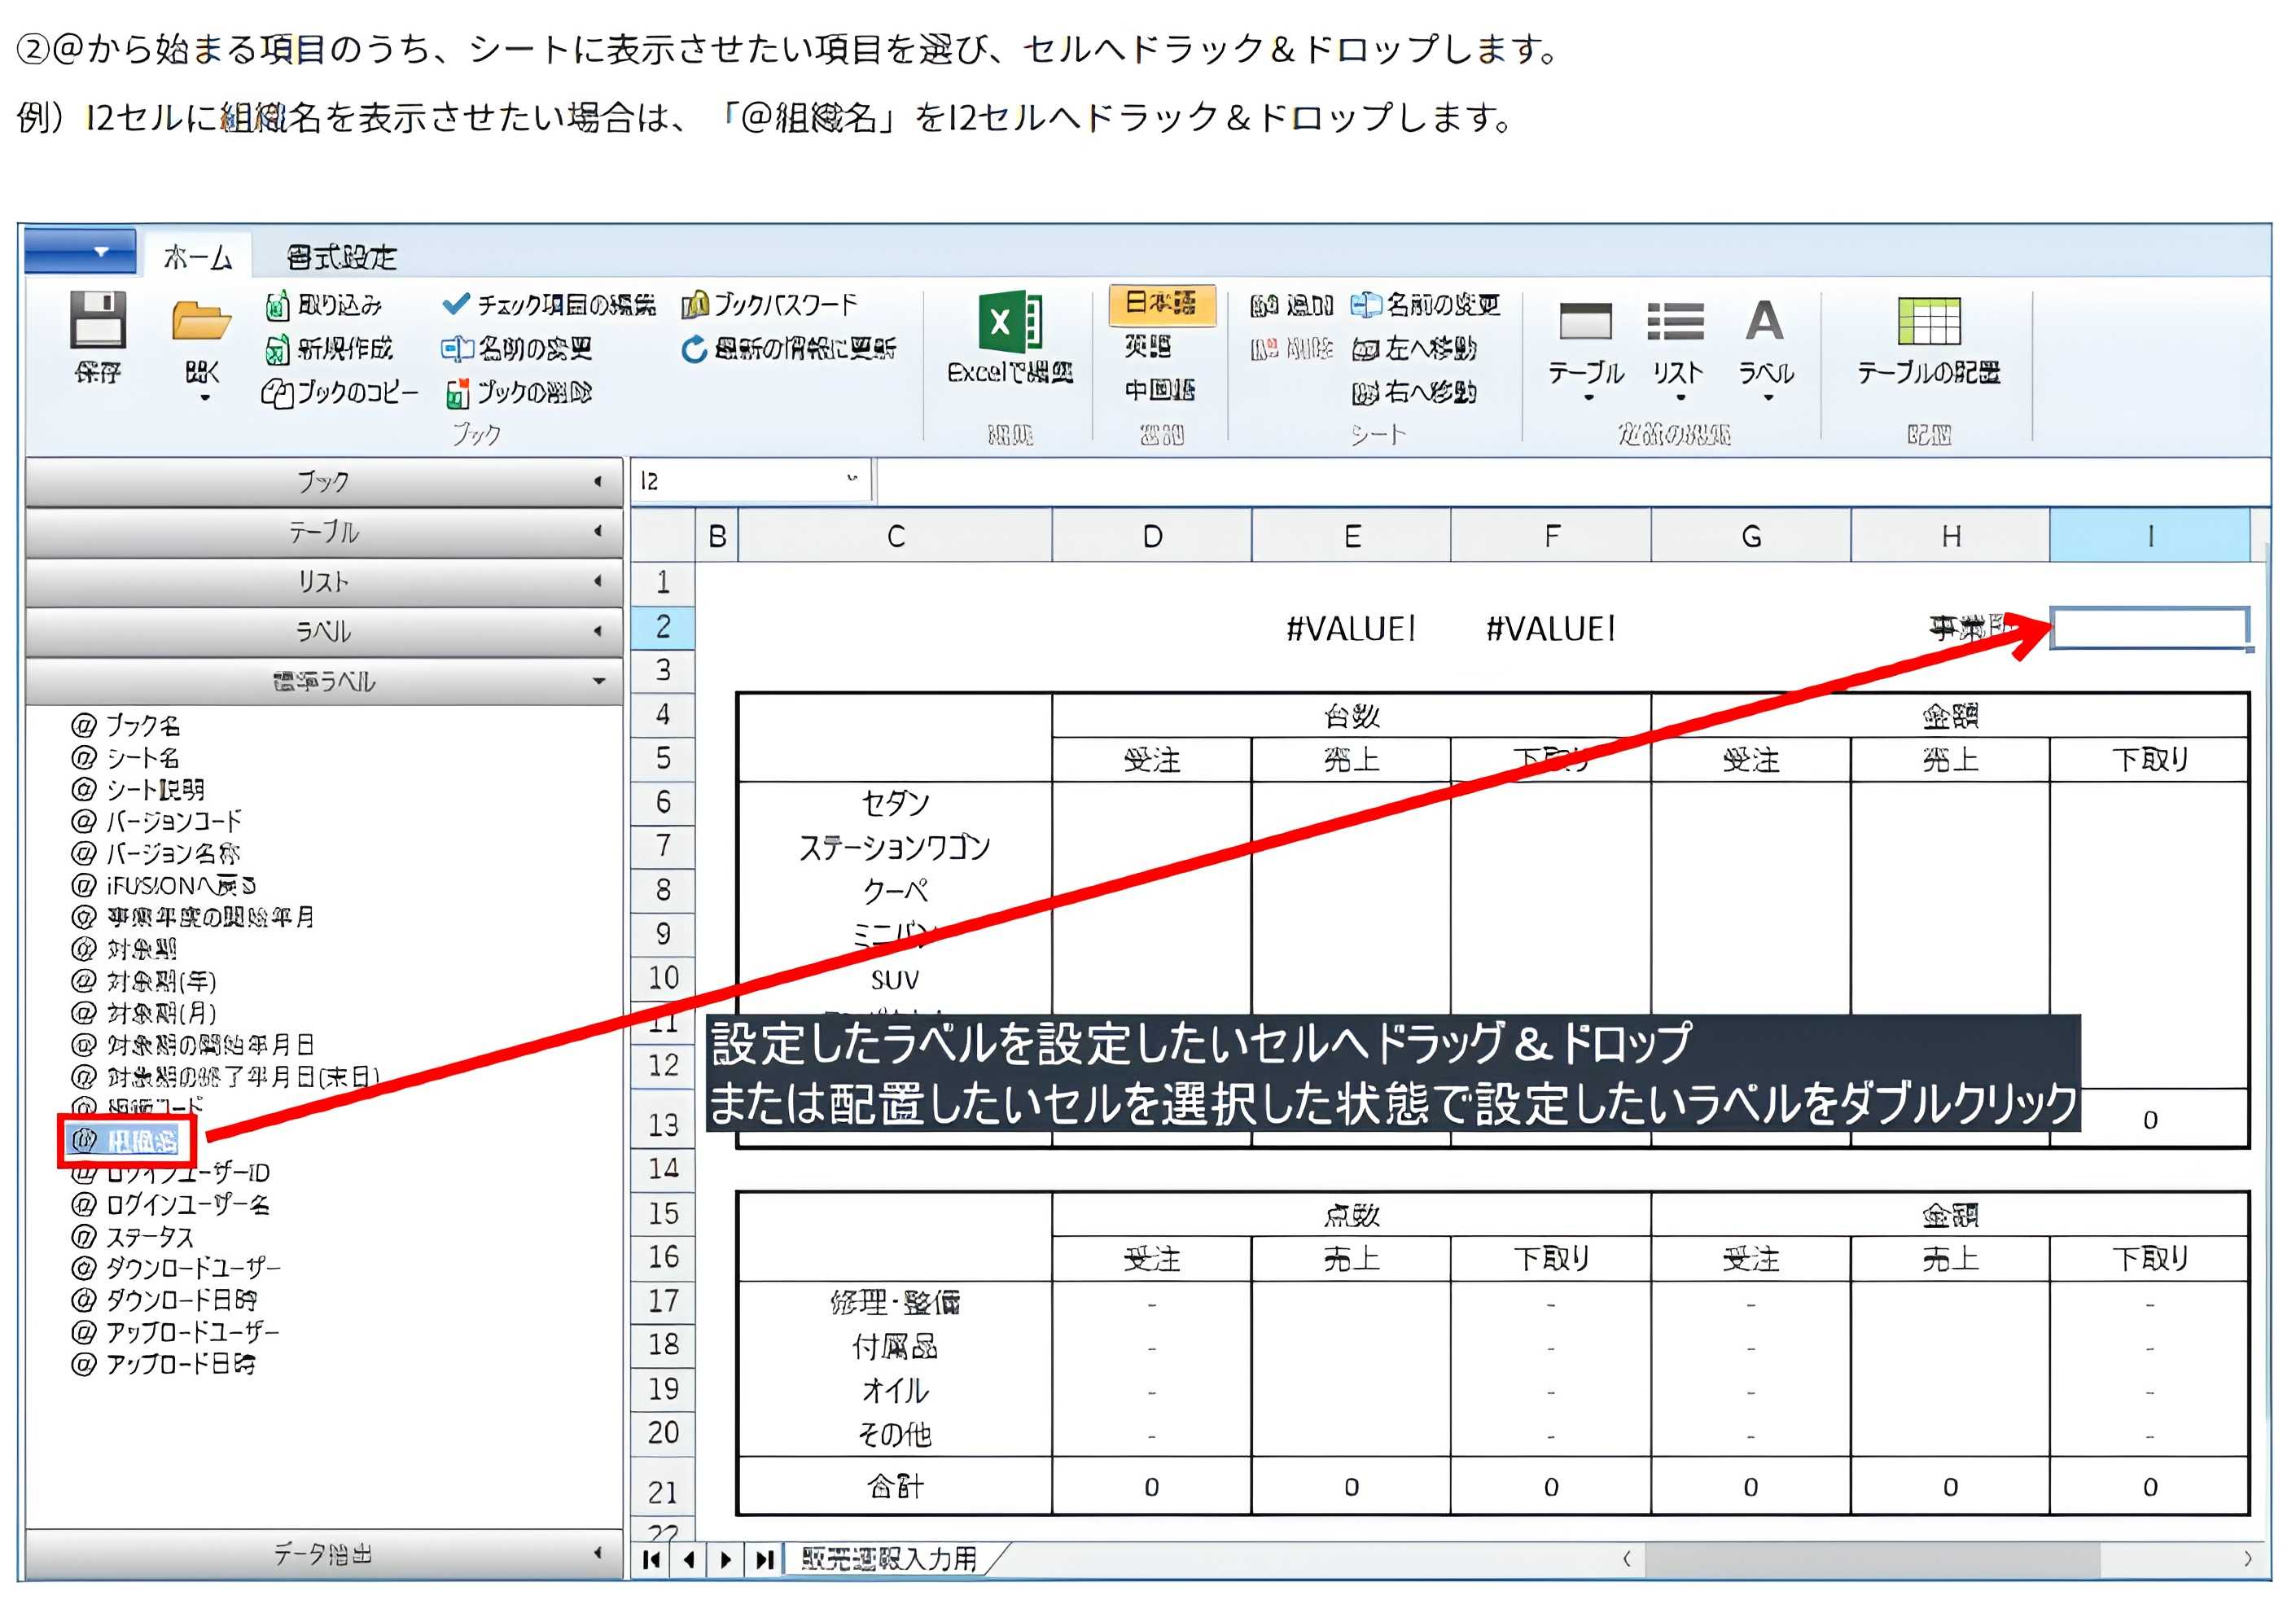 ②@から始まる項目のうち、シートに表示させたい項目を選び、セルへドラック＆ドロップします。
例）I2セルに組織名を表示させたい場合は、「@組織名」をI2セルへドラック＆ドロップします。
ホーム 書式設定
保存
開く
取り込み
新規作成
ブックのコピー
チェック項目の編集
名前の変更
ブックの削除
ブックパスワード
最新の情報に更新
ブック
Excelで編集
日本語
英語
中国語
追加
削除
名前の変更
左へ移動
右へ移動
シート
テーブル
リスト
ラベル
テーブルの配置
配置
ブック
テーブル
リスト
ラベル
標準ラベル
@ ブック名
@ シート名
@ シート説明
@ バージョンコード
@ バージョン名称
@ iFUSIONへ戻る
@ 事業年度の開始年月
@ 対象期
@ 対象期(年)
@ 対象期(月)
@ 対象期の開始年月日
@ 対象期の終了年月日(末日)
@ 組織コード
@ 組織名
@ ログインユーザーID
@ ログインユーザー名
@ ステータス
@ ダウンロードユーザー
@ ダウンロード日時
@ アップロードユーザー
@ アップロード日時
データ抽出
I2
B C D E F G H I
1
2 #VALUE! #VALUE!
3
4 台数 金額
5 受注 売上 下取り 受注 売上 下取り
6 セダン
7 ステーションワゴン
8 クーペ
9 ミニバン
10 SUV
11
12
13 0
設定したラベルを設定したいセルへドラッグ＆ドロップ
または配置したいセルを選択した状態で設定したいラベルをダブルクリック
14
15 点数 金額
16 受注 売上 下取り 受注 売上 下取り
17 修理・整備 - - - -
18 付属品 - - - -
19 オイル - - - -
20 その他 - - - -
21 合計 0 0 0 0 0 0
22
販売速報入力用